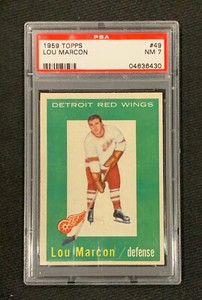 PSA
1959 TOPPS #49
LOU MARCON NM 7
04636430
DETROIT RED WINGS
Lou Marcon / defense